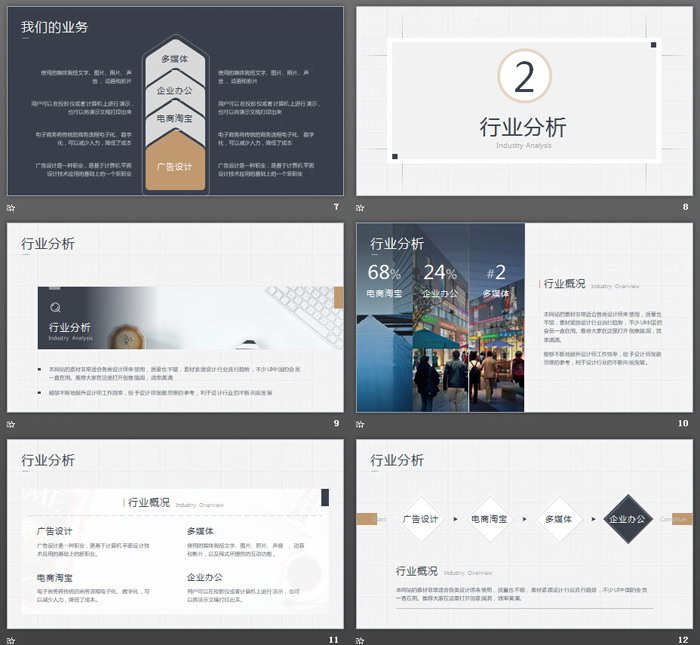 我们的业务
多媒体
企业办公
电商淘宝
广告设计
使用的媒体我括文字、图片、照片、声
音 、动画和影片
用户可以在投影仪或者计算机上进行演示,
也可以将演示文稿打印出来
电子商务将传统的商务流程电子化、数字
化,可以减少人力,降低了成本
广告设计是一种职业,是基于计算机平面
设计技术应用的基础上的一个新职业
使用的媒体我括文字、图片、照片、声
音 、动画和影片
用户可以在投影仪或者计算机上进行演示,
也可以将演示文稿打印出来
电子商务将传统的商务流程电子化、数字
化,可以减少人力,降低了成本
广告设计是一种职业,是基于计算机平面
设计技术应用的基础上的一个新职业
7
2
行业分析
Industry Analysis
8
行业分析
行业分析
Industry Analysis
本网站的素材非常适合各类设计师来使用,质量也不错,素材紧跟设计行业流行趋势,不少UI中国的会员
一直在用。推荐大家在这里打开创意脑洞,效率满满
能够不断地提升设计师工作效率,给予设计师发散思维的参考,利于设计行业的不断向前发展
9
行业分析
68%
电商淘宝
24%
企业办公
#2
多媒体
行业概况 Industry Overview
本网站的素材非常适合各类设计师来使用,质量也
不错,素材紧跟设计行业流行趋势,不少UI中国的
会员一直在用。推荐大家在这里打开创意脑洞,效
率满满。
能够不断地提升设计师工作效率,给予设计师发散
思维的参考,利于设计行业的不断向前发展。
10
行业分析
行业概况 Industry Overview
广告设计
广告设计是一种职业,是基于计算机平面设计技
术应用的基础上的新职业。
多媒体
使用的媒体我括文字、图片、照片、声音 、动画
和影片,以及程式所提供的互动功能。
电商淘宝
电子商务将传统的商务流程电子化、数字化,可
以减少人力,降低了成本。
企业办公
用户可以在投影仪或者计算机上进行演示,也可
以将演示文稿打印出来。
11
行业分析
Start
广告设计
电商淘宝
多媒体
企业办公
行业概况 Industry Overview
本网站的素材非常适合各类设计师来使用,质量也不错,素材紧跟设计行业流行趋势,不少UI中国的会员
一直在用。推荐大家在这里打开创意脑洞,效率满满。
12